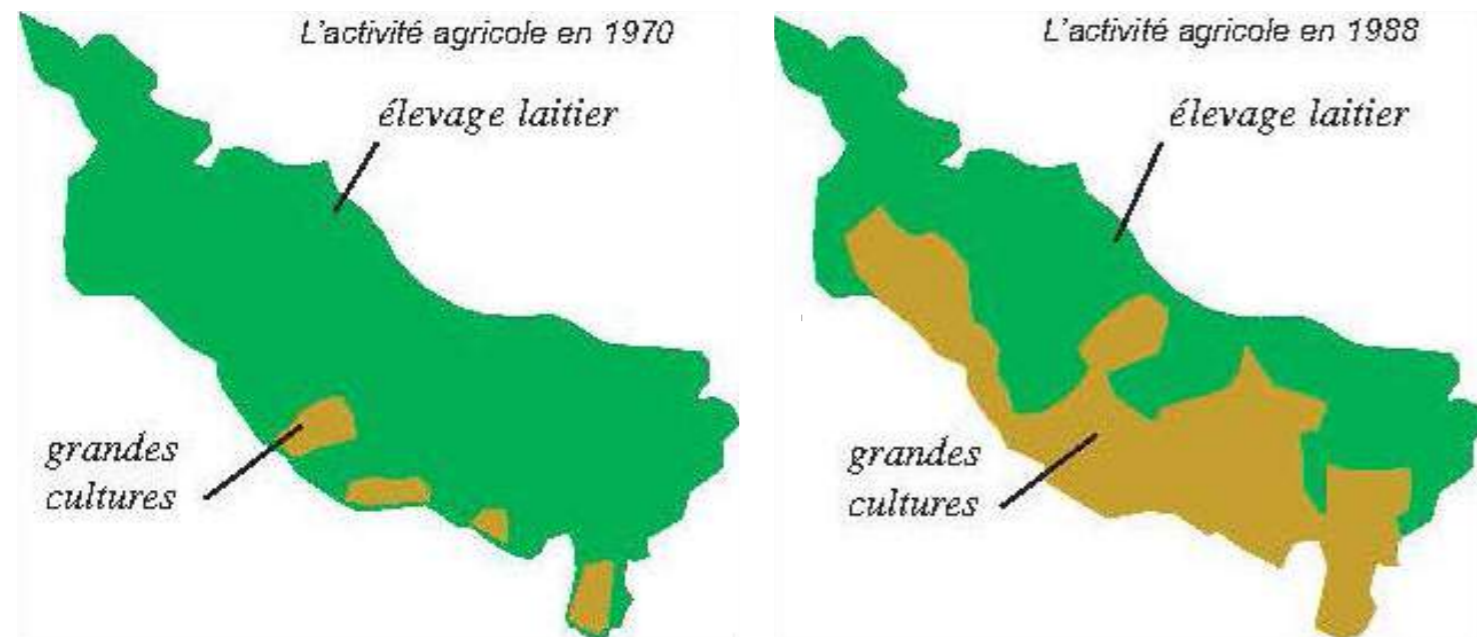 L'activité agricole en 1970
élevage laitier
grandes
cultures
L'activité agricole en 1988
élevage laitier
grandes
cultures